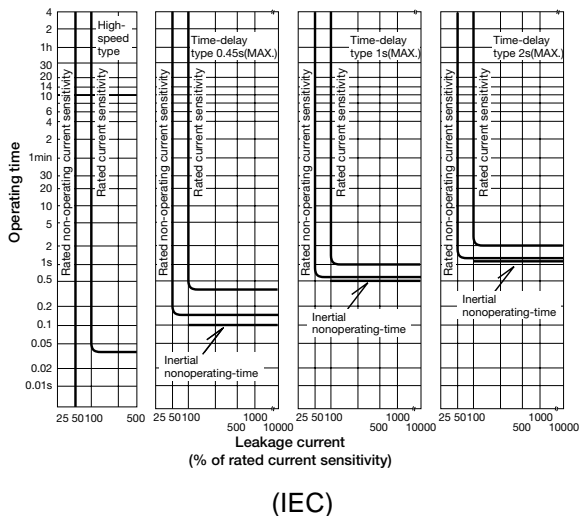 Operating time
4
2
1h
30
20
14
10
6
4
2
1min
30
20
10
5
2
1s
0.5
0.2
0.1
0.05
0.02
0.01s
High-
speed
type
Rated non-operating current sensitivity
Rated current sensitivity
25 50 100 500
Time-delay
type 0.45s(MAX.)
Rated non-operating current sensitivity
Rated current sensitivity
Inertial
nonoperating-time
25 50 100 500 1000 10000
Time-delay
type 1s(MAX.)
Rated non-operating current sensitivity
Rated current sensitivity
Inertial
nonoperating-time
25 50 100 500 1000 10000
Time-delay
type 2s(MAX.)
Rated non-operating current sensitivity
Rated current sensitivity
Inertial
nonoperating-time
25 50 100 500 1000 10000
Leakage current
(% of rated current sensitivity)
(IEC)